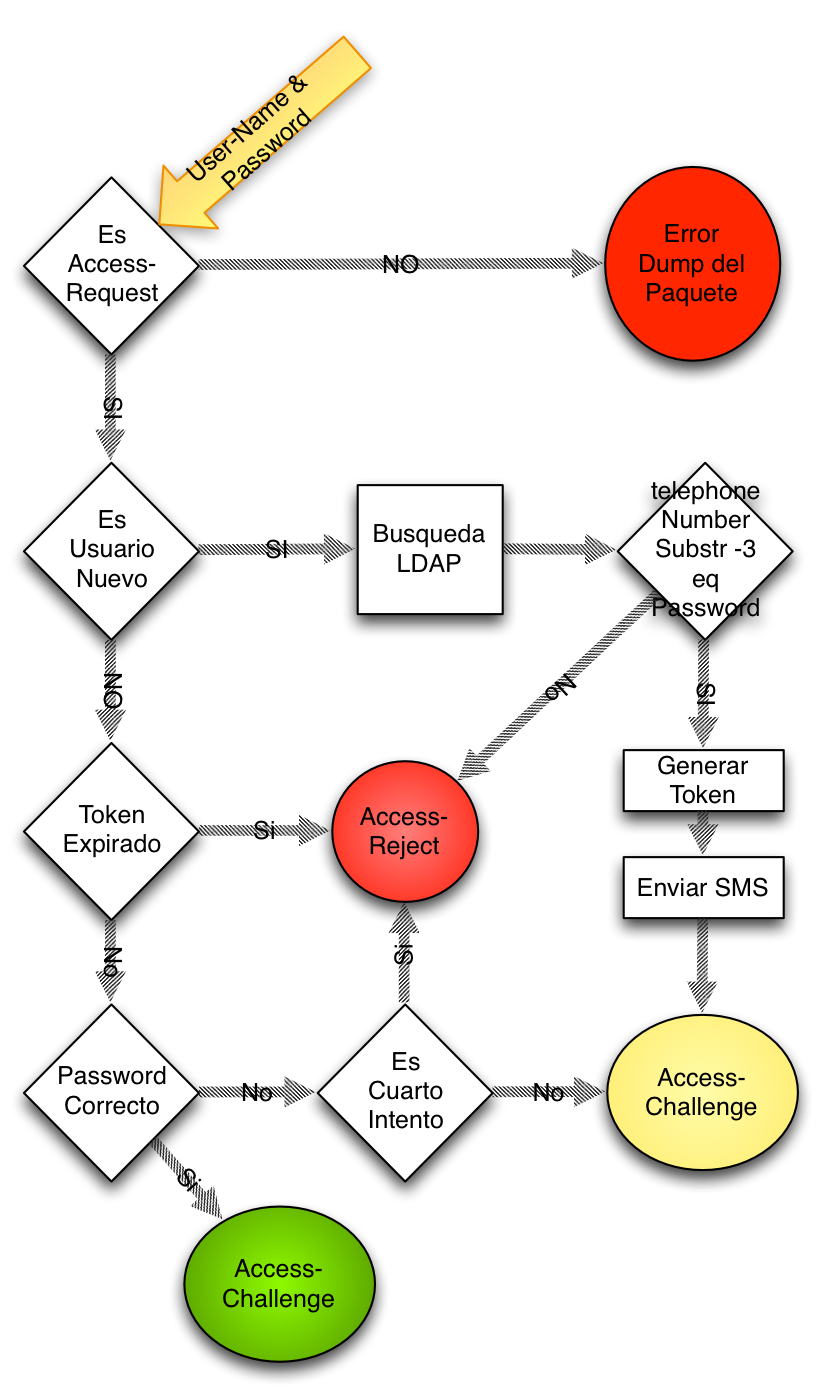 User-Name &
Password
Es
Access-
Request
NO
Error
Dump del
Paquete
SI
Es
Usuario
Nuevo
SI
Busqueda
LDAP
telephone
Number
Substr -3
eq
Password
NO
No
SI
Token
Expirado
Si
Access-
Reject
Generar
Token
Enviar SMS
No
Si
Password
Correcto
No
Es
Cuarto
Intento
No
Access-
Challenge
Si
Access-
Challenge